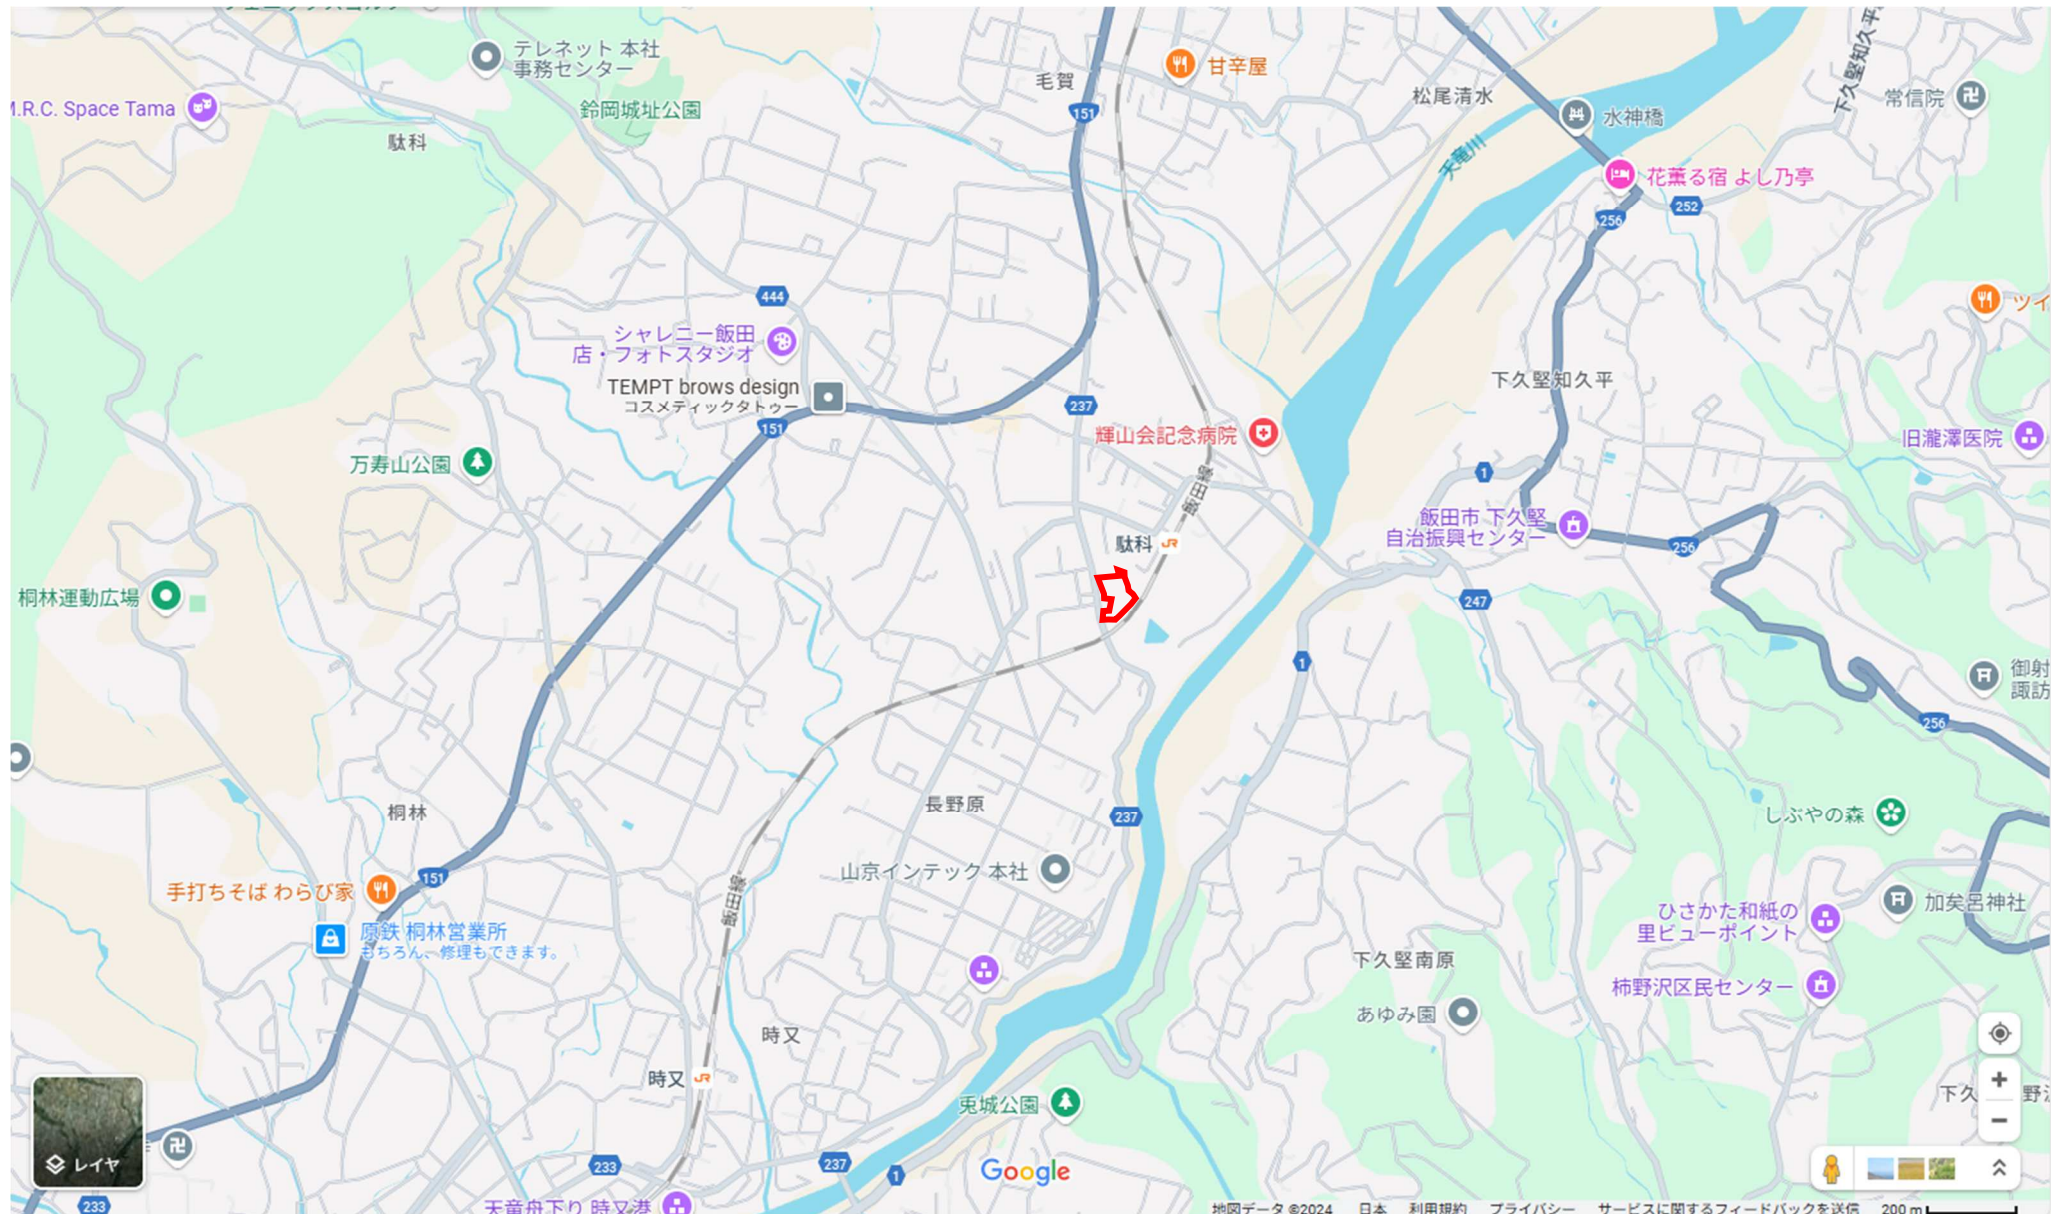 テレネット 本社
事務センター
甘辛屋
毛賀
松尾清水
水神橋
下久堅知久平
常信院
M.R.C. Space Tama
鈴岡城址公園
駄科
151
天竜川
花薫る宿 よし乃亭
252
256
444
シャレニー飯田
店・フォトスタジオ
ツイ
TEMPT brows design
コスメティックタトゥー
151
237
下久堅知久平
輝山会記念病院
旧瀧澤医院
万寿山公園
飯田線
1
飯田市 下久堅
自治振興センター
駄科
256
桐林運動広場
247
1
御射
諏訪
256
長野原
桐林
237
しぶやの森
山京インテック 本社
151
手打ちそば わらび家
飯田線
ひさかた和紙の
里ビューポイント
加矣呂神社
原鉄 桐林営業所
もちろん、修理もできます。
下久堅南原
柿野沢区民センター
あゆみ園
時又
時又
兎城公園
下久
野沢
レイヤ
233
237
1
Google
233
天竜舟下り 時又港
地図データ ©2024 日本 利用規約 プライバシー サービスに関するフィードバックを送信 200 m